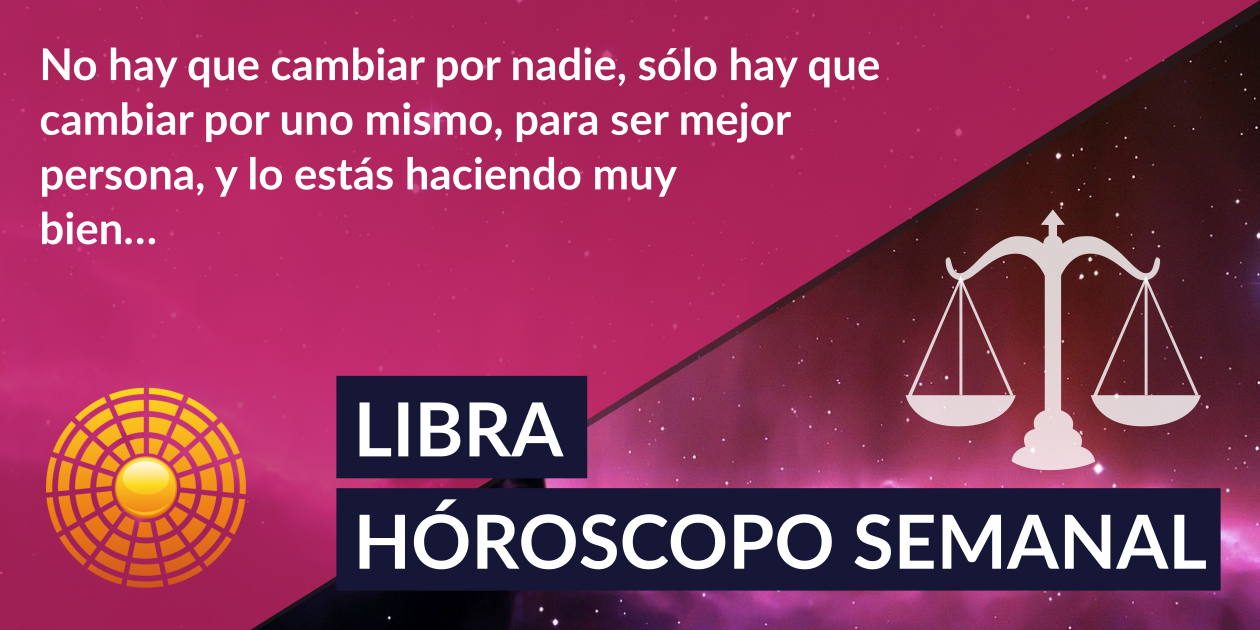 No hay que cambiar por nadie, sólo hay que
cambiar por uno mismo, para ser mejor
persona, y lo estás haciendo muy
bien...
LIBRA
HÓROSCOPO SEMANAL